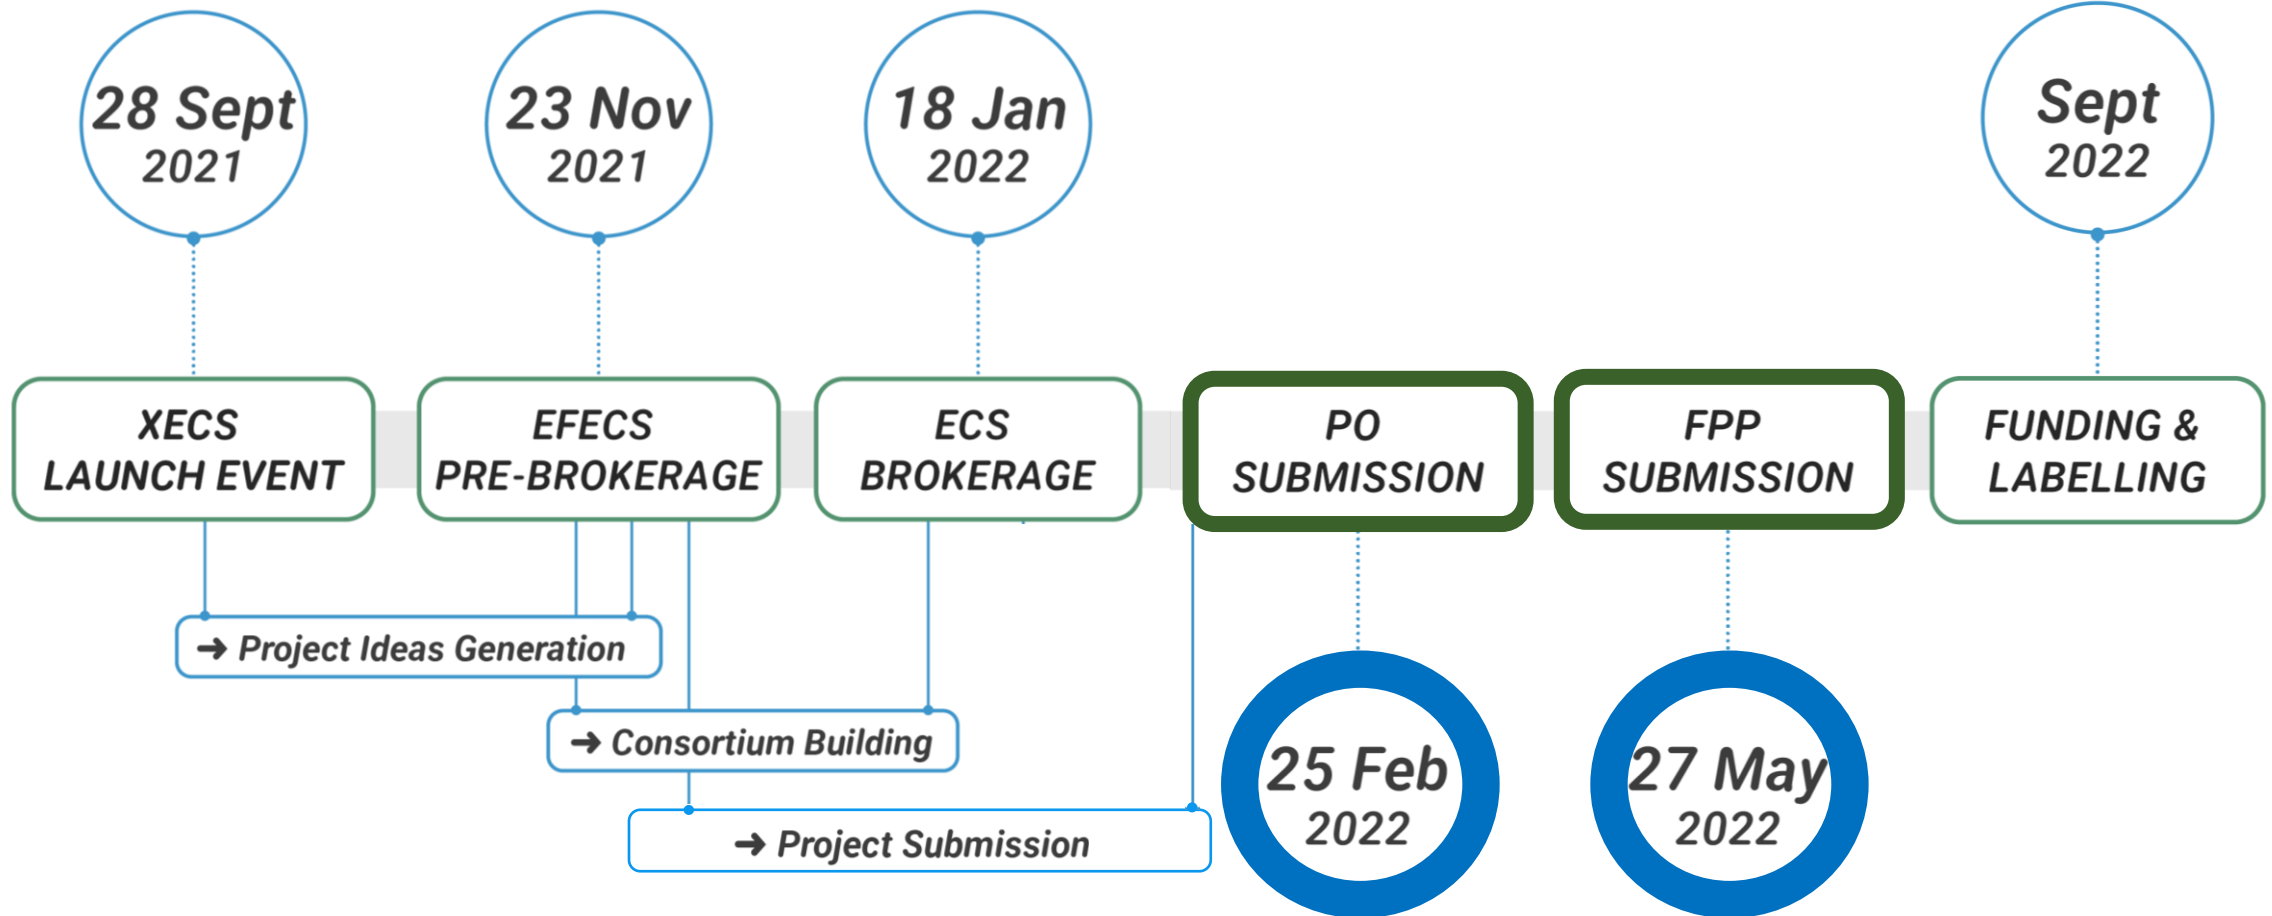 28 Sept
2021
23 Nov
2021
18 Jan
2022
Sept
2022
XECS
LAUNCH EVENT
EFECS
PRE-BROKERAGE
ECS
BROKERAGE
PO
SUBMISSION
FPP
SUBMISSION
FUNDING &
LABELLING
➔ Project Ideas Generation
➔ Consortium Building
➔ Project Submission
25 Feb
2022
27 May
2022